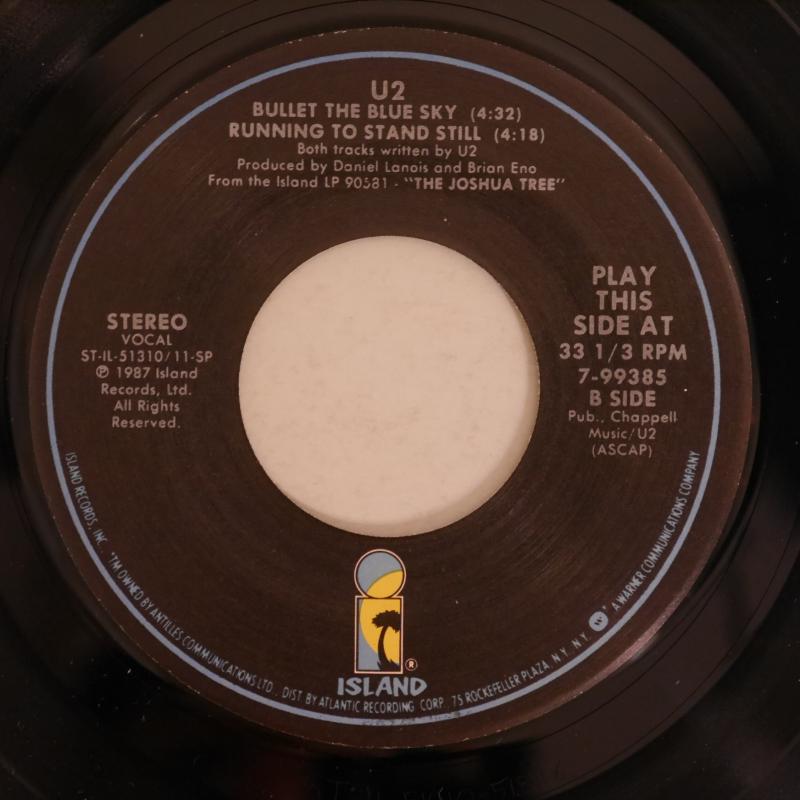 U2
BULLET THE BLUE SKY (4:32)
RUNNING TO STAND STILL (4:18)
Both tracks written by U2
Produced by Daniel Lanois and Brian Eno
From the Island LP 90581 - "THE JOSHUA TREE"
STEREO
VOCAL
ST-IL-51310/11-SP
℗ 1987 Island
Records, Ltd.
All Rights
Reserved.
PLAY
THIS
SIDE AT
33 1/3 RPM
7-99385
B SIDE
Pub., Chappell
Music/U2
(ASCAP)
ISLAND RECORDS, INC. *TM OWNED BY ANTILLES COMMUNICATIONS LTD. DIST BY ATLANTIC RECORDING CORP., 75 ROCKEFELLER PLAZA, N.Y., N.Y. A WARNER COMMUNICATIONS COMPANY
®
ISLAND